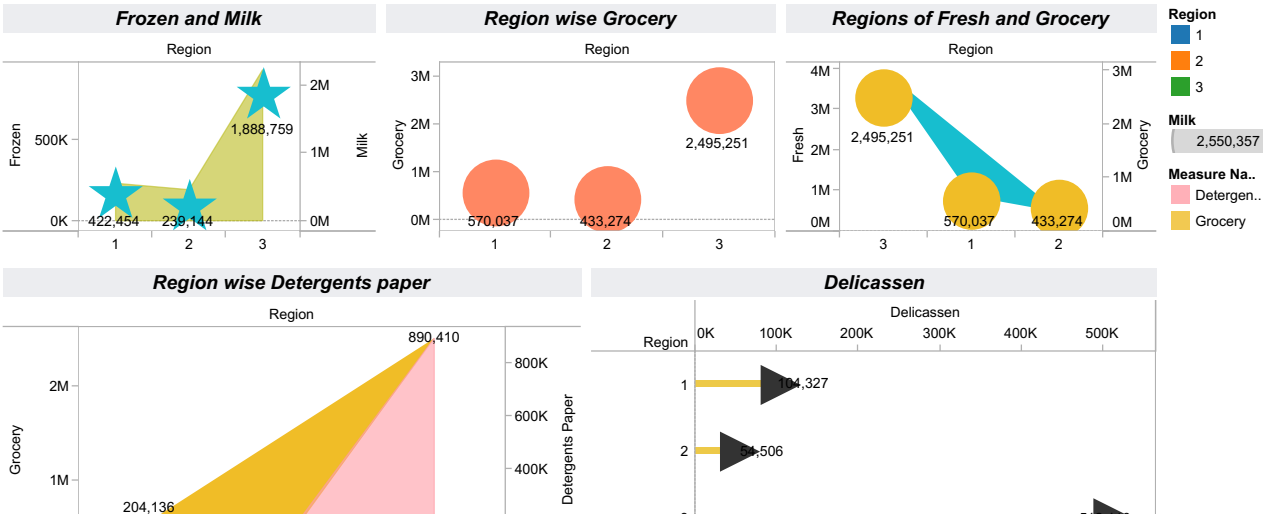 Frozen and Milk
Region
Frozen
500K
0K
2M
1M
0M
Milk
1,888,759
422,454
239,144
1 2 3
Region wise Grocery
Region
Grocery
3M
2M
1M
0M
2,495,251
570,037
433,274
1 2 3
Regions of Fresh and Grocery
Region
Fresh
4M
3M
2M
1M
0M
3M
2M
1M
0M
Grocery
2,495,251
570,037
433,274
3 1 2
Region
1
2
3
Milk
2,550,357
Measure Na..
Detergen..
Grocery
Region wise Detergents paper
Region
Grocery
2M
1M
890,410
204,136
800K
600K
400K
Detergents Paper
Delicassen
Delicassen
Region
0K 100K 200K 300K 400K 500K
1 104,327
2 54,506